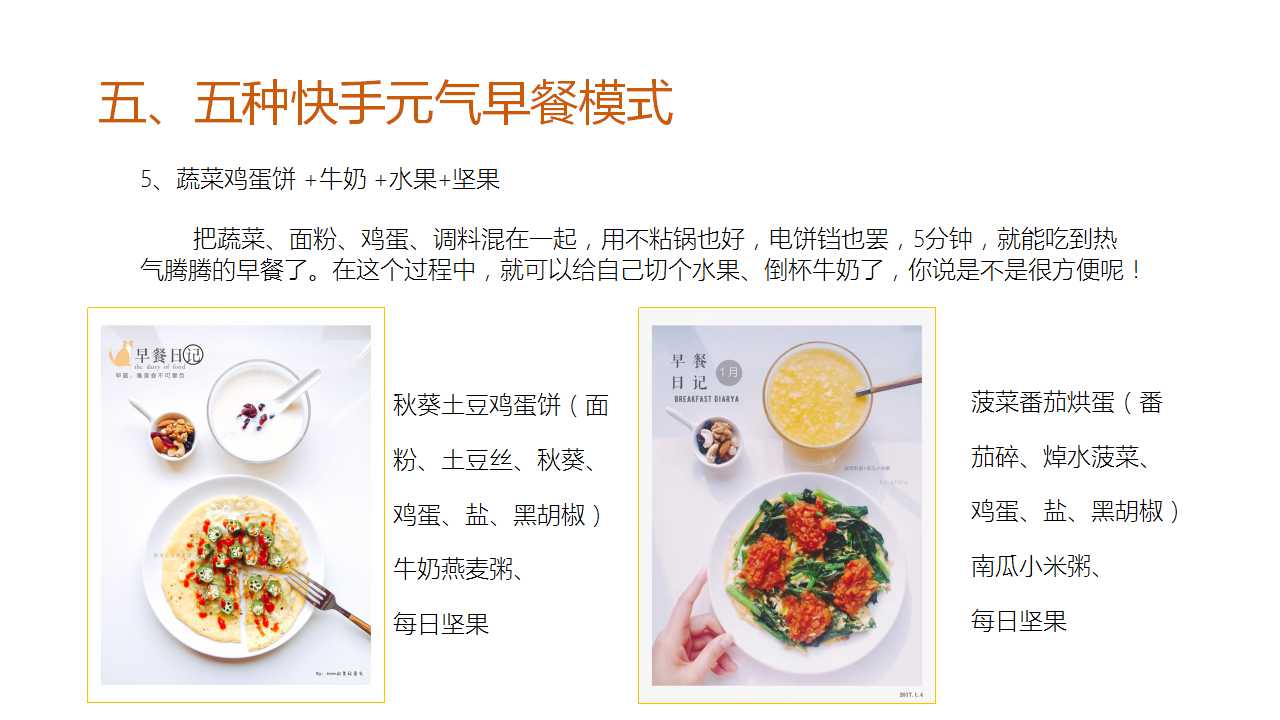 五、五种快手元气早餐模式
5、蔬菜鸡蛋饼 +牛奶 +水果+坚果
把蔬菜、面粉、鸡蛋、调料混在一起，用不粘锅也好，电饼铛也罢，5分钟，就能吃到热
气腾腾的早餐了。在这个过程中，就可以给自己切个水果、倒杯牛奶了，你说是不是很方便呢！
早餐日记
the diary of food
秋葵土豆鸡蛋饼（面
粉、土豆丝、秋葵、
鸡蛋、盐、黑胡椒）
牛奶燕麦粥、
每日坚果
早餐
日记
1月
BREAKFAST DIARYA
2017.1.4
菠菜番茄烘蛋（番
茄碎、焯水菠菜、
鸡蛋、盐、黑胡椒）
南瓜小米粥、
每日坚果